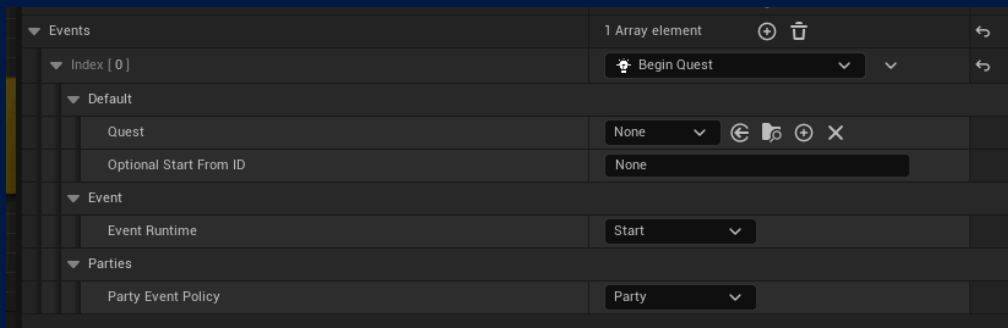 Events 1 Array element
Index [ 0 ] Begin Quest
Default
Quest None
Optional Start From ID None
Event
Event Runtime Start
Parties
Party Event Policy Party